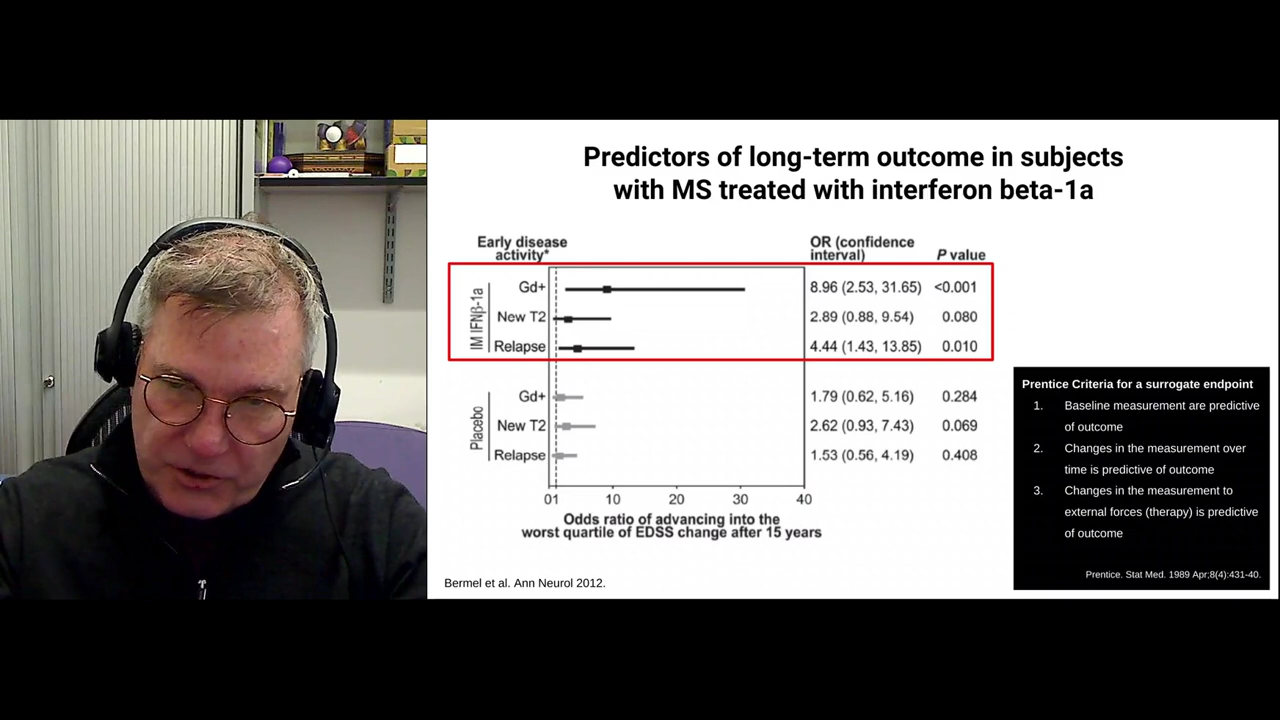 Predictors of long-term outcome in subjects
with MS treated with interferon beta-1a
Early disease
activity*
OR (confidence
interval)
P value
IM IFNβ-1a
Gd+ 8.96 (2.53, 31.65) <0.001
New T2 2.89 (0.88, 9.54) 0.080
Relapse 4.44 (1.43, 13.85) 0.010
Placebo
Gd+ 1.79 (0.62, 5.16) 0.284
New T2 2.62 (0.93, 7.43) 0.069
Relapse 1.53 (0.56, 4.19) 0.408
01 10 20 30 40
Odds ratio of advancing into the
worst quartile of EDSS change after 15 years
Bermel et al. Ann Neurol 2012.
Prentice Criteria for a surrogate endpoint
1. Baseline measurement are predictive
of outcome
2. Changes in the measurement over
time is predictive of outcome
3. Changes in the measurement to
external forces (therapy) is predictive
of outcome
Prentice. Stat Med. 1989 Apr;8(4):431-40.